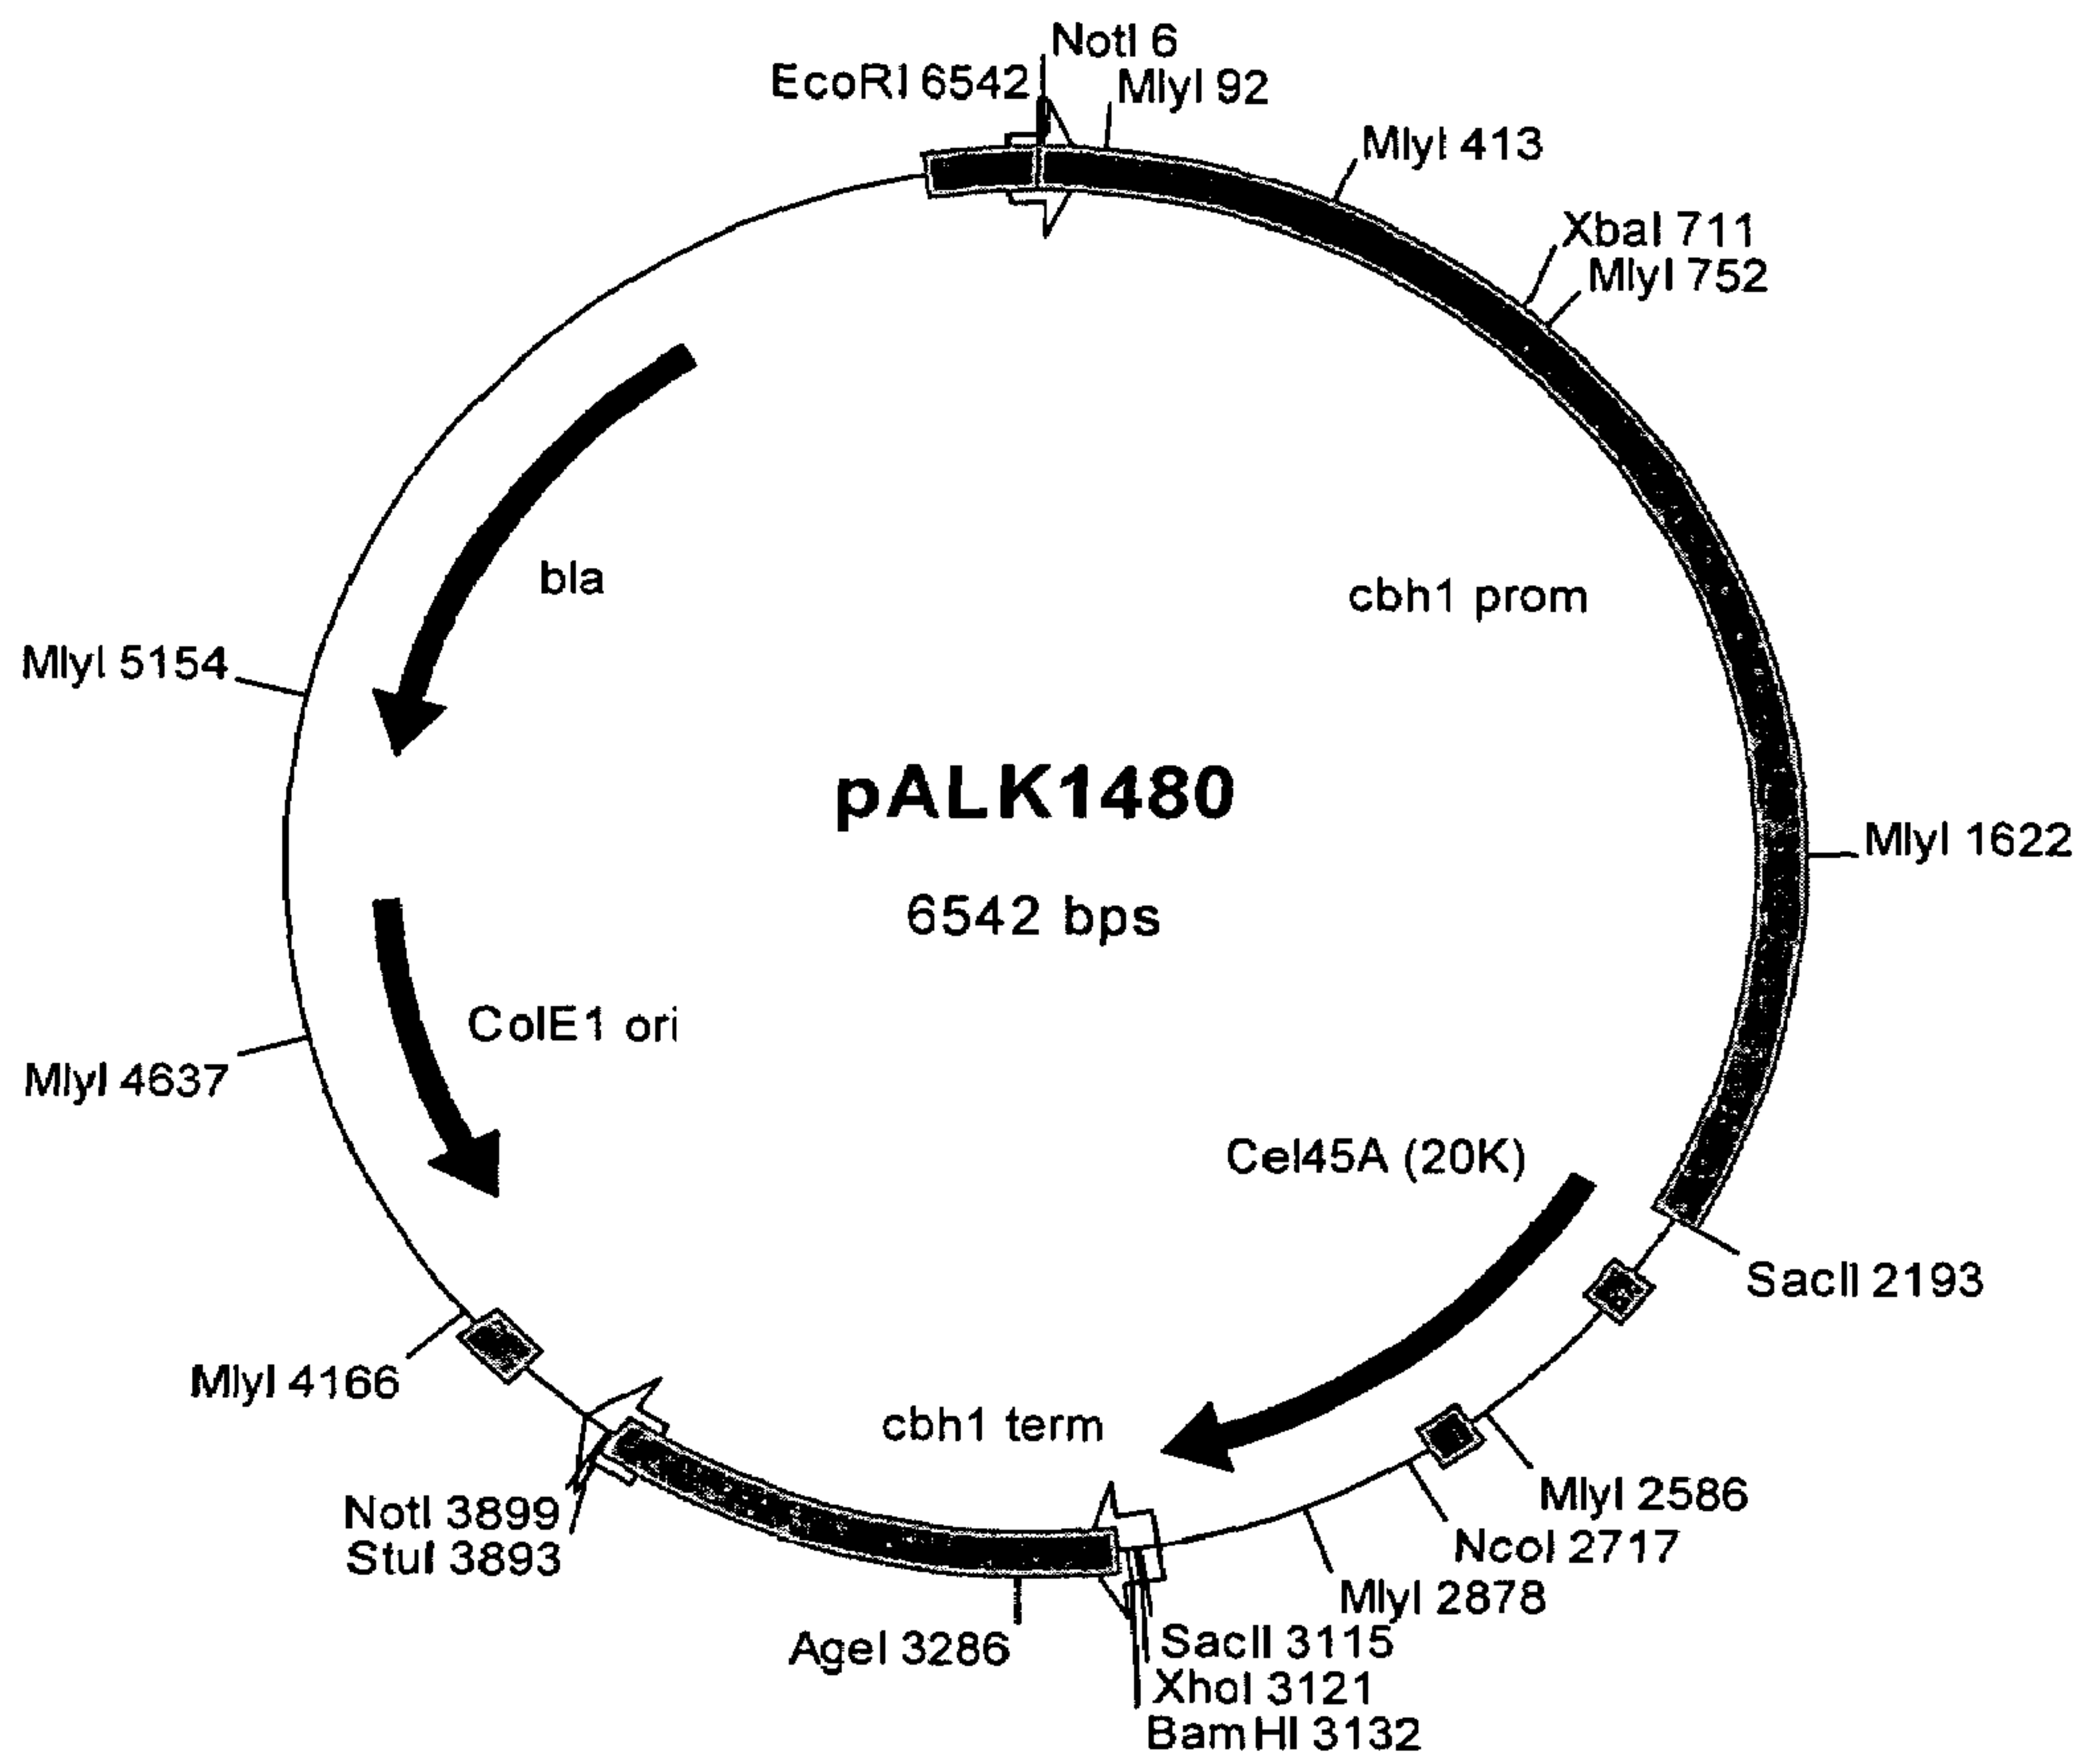 NotI 6
EcoRI 6542
MlyI 92
MlyI 413
XbaI 711
MlyI 752
bla
cbh1 prom
MlyI 5154
pALK1480
MlyI 1622
6542 bps
ColE1 ori
MlyI 4637
Cel45A (20K)
SacII 2193
MlyI 4166
cbh1 term
MlyI 2586
NotI 3899
NcoI 2717
StuI 3893
MlyI 2878
AgeI 3286
SacII 3115
XhoI 3121
BamHI 3132